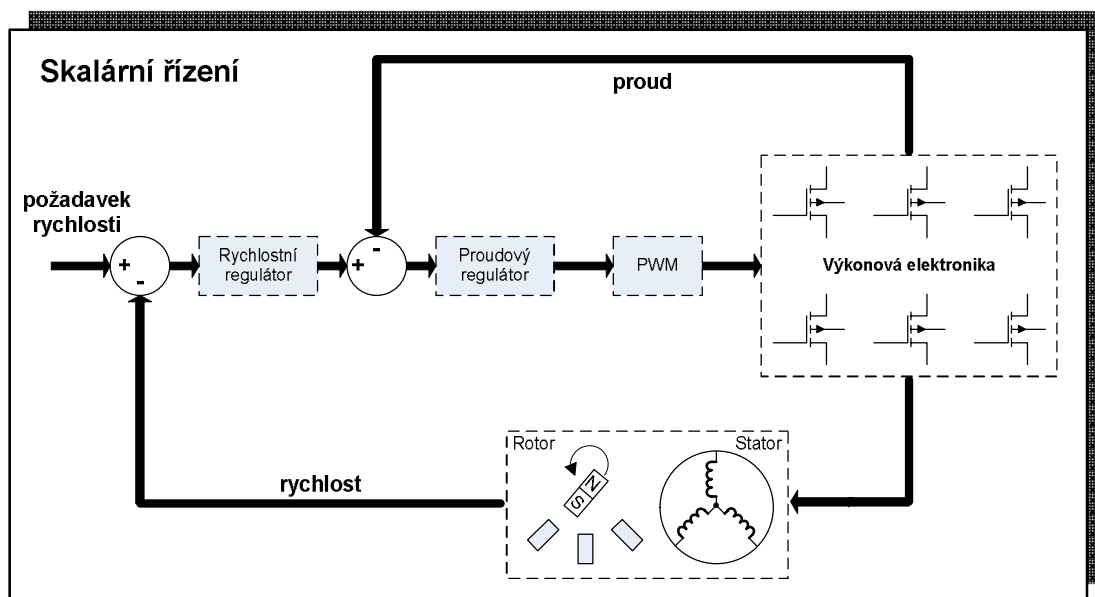 Skalární řízení
proud
požadavek
rychlosti
+
-
Rychlostní
regulátor
-
+
Proudový
regulátor
PWM
Výkonová elektronika
Rotor
Stator
N
S
rychlost